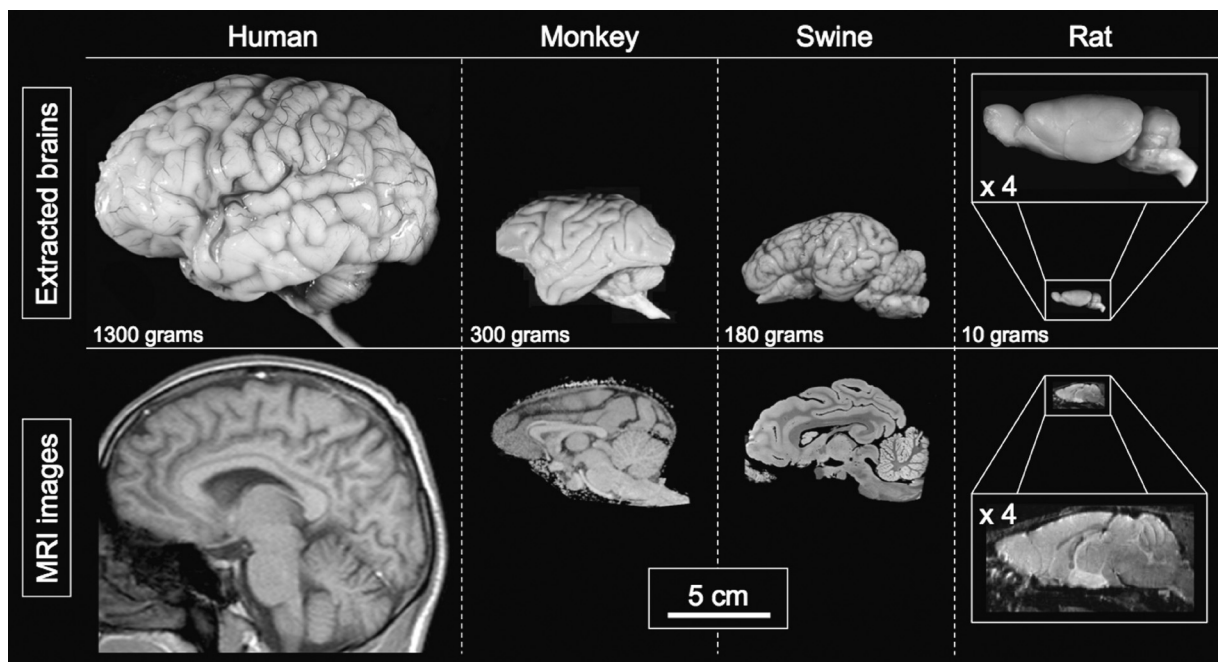 Human
Monkey
Swine
Rat
Extracted brains
x 4
1300 grams
300 grams
180 grams
10 grams
MRI images
x 4
5 cm